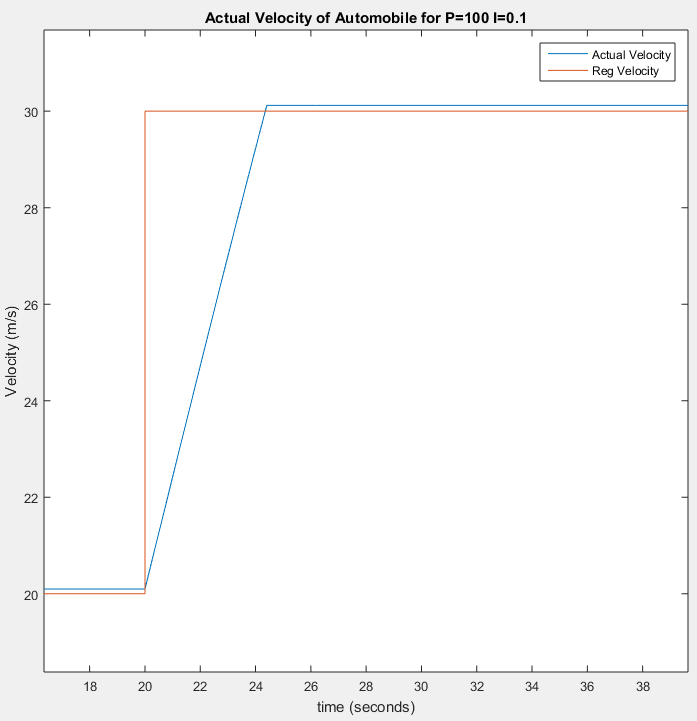 Actual Velocity of Automobile for P=100 I=0.1
Actual Velocity
Reg Velocity
30
28
26
24
22
20
Velocity (m/s)
18 20 22 24 26 28 30 32 34 36 38
time (seconds)